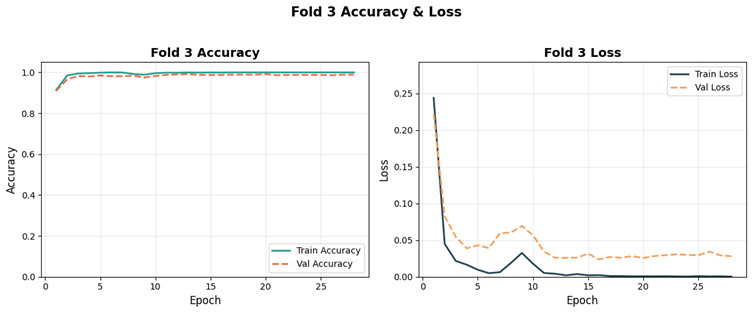 Fold 3 Accuracy & Loss
Fold 3 Accuracy
1.0
0.8
0.6
0.4
0.2
0.0
Accuracy
0
5
10
15
20
25
Epoch
Train Accuracy
Val Accuracy
Fold 3 Loss
0.25
0.20
0.15
0.10
0.05
0.00
Loss
0
5
10
15
20
25
Epoch
Train Loss
Val Loss